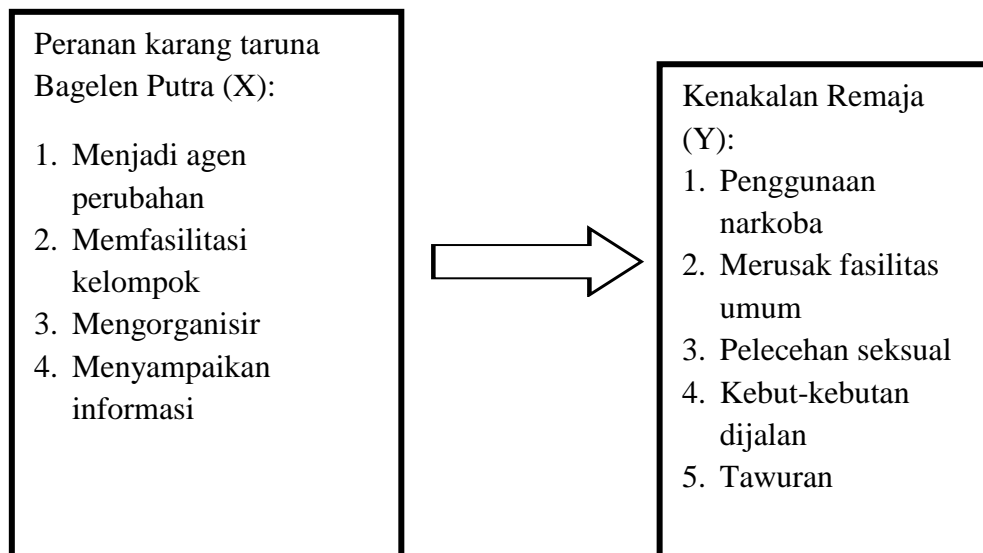 Peranan karang taruna
Bagelen Putra (X):
1. Menjadi agen
perubahan
2. Memfasilitasi
kelompok
3. Mengorganisir
4. Menyampaikan
informasi
Kenakalan Remaja
(Y):
1. Penggunaan
narkoba
2. Merusak fasilitas
umum
3. Pelecehan seksual
4. Kebut-kebutan
dijalan
5. Tawuran